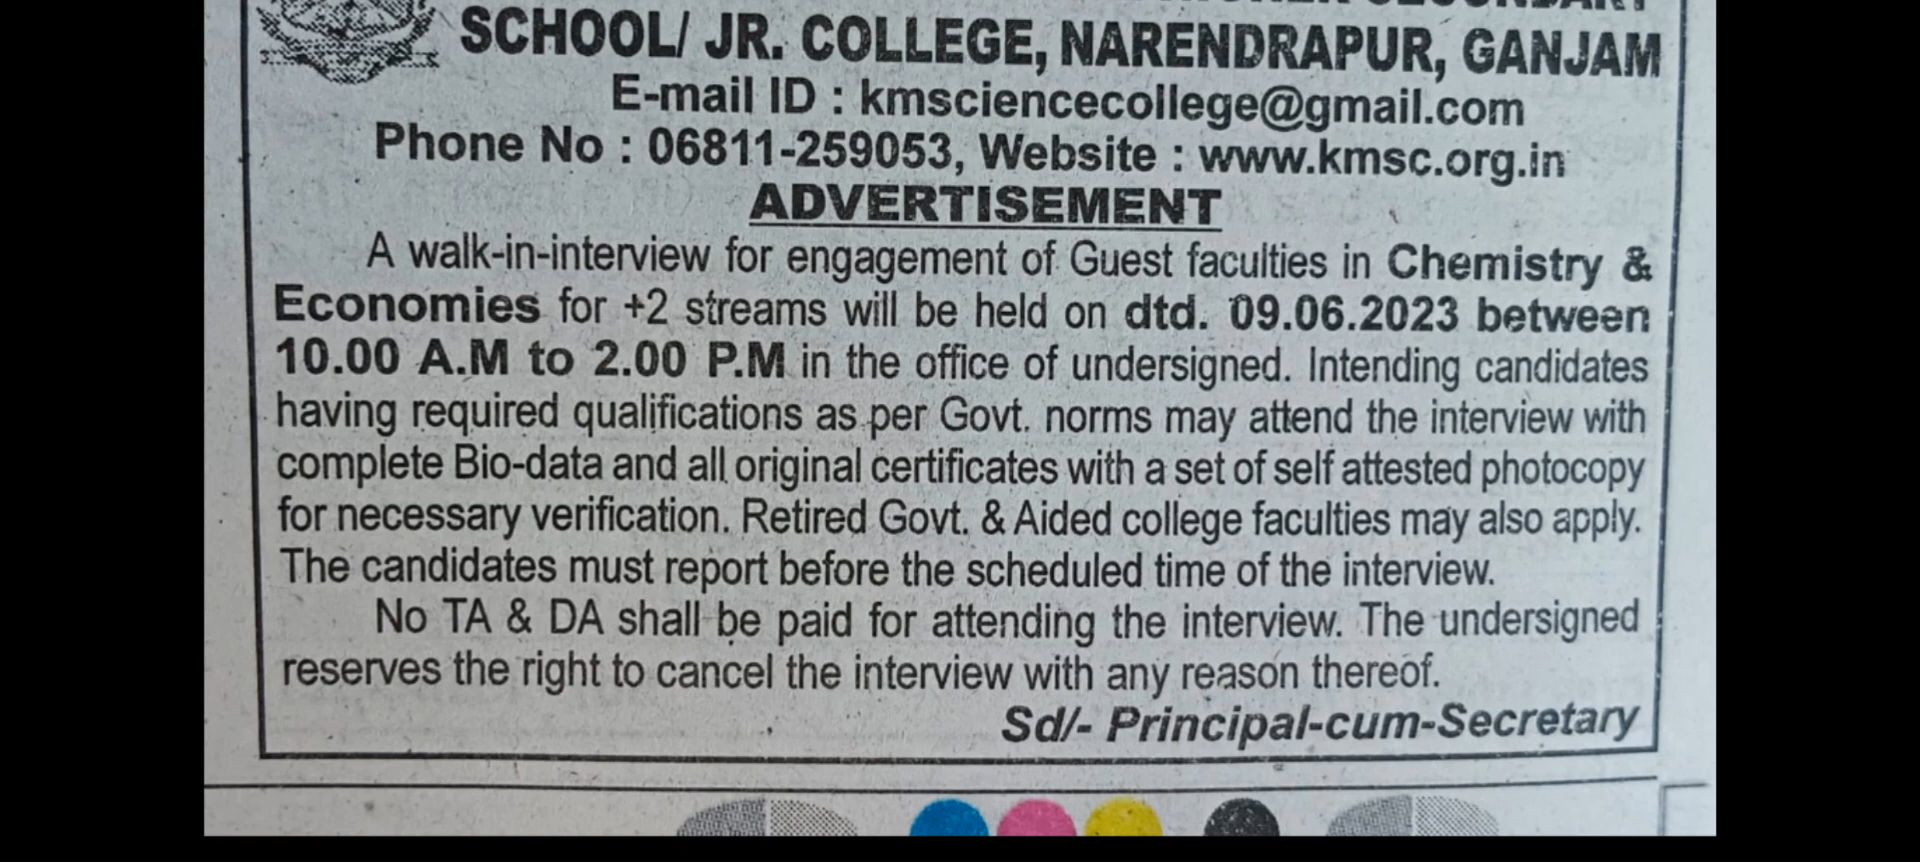 SCHOOL/ JR. COLLEGE, NARENDRAPUR, GANJAM
E-mail ID : kmsciencecollege@gmail.com
Phone No : 06811-259053, Website : www.kmsc.org.in
ADVERTISEMENT
A walk-in-interview for engagement of Guest faculties in Chemistry &
Economies for +2 streams will be held on dtd. 09.06.2023 between
10.00 A.M to 2.00 P.M in the office of undersigned. Intending candidates
having required qualifications as per Govt. norms may attend the interview with
complete Bio-data and all original certificates with a set of self attested photocopy
for necessary verification. Retired Govt. & Aided college faculties may also apply.
The candidates must report before the scheduled time of the interview.
No TA & DA shall be paid for attending the interview. The undersigned
reserves the right to cancel the interview with any reason thereof.
Sd/- Principal-cum-Secretary